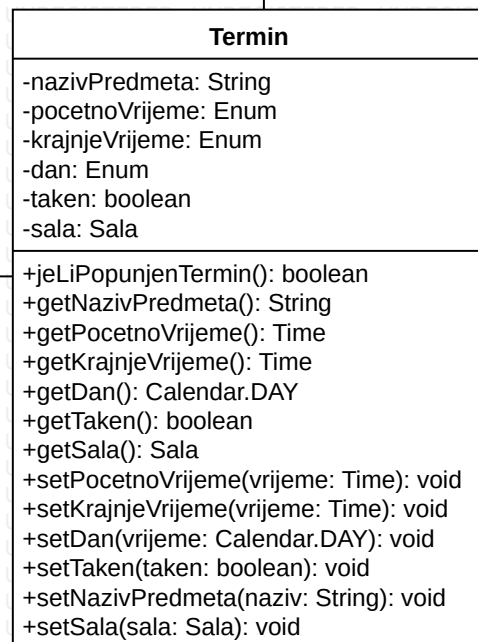 Termin
-nazivPredmeta: String
-pocetnoVrijeme: Enum
-krajnjeVrijeme: Enum
-dan: Enum
-taken: boolean
-sala: Sala
+jeLiPopunjenTermin(): boolean
+getNazivPredmeta(): String
+getPocetnoVrijeme(): Time
+getKrajnjeVrijeme(): Time
+getDan(): Calendar.DAY
+getTaken(): boolean
+getSala(): Sala
+setPocetnoVrijeme(vrijeme: Time): void
+setKrajnjeVrijeme(vrijeme: Time): void
+setDan(vrijeme: Calendar.DAY): void
+setTaken(taken: boolean): void
+setNazivPredmeta(naziv: String): void
+setSala(sala: Sala): void